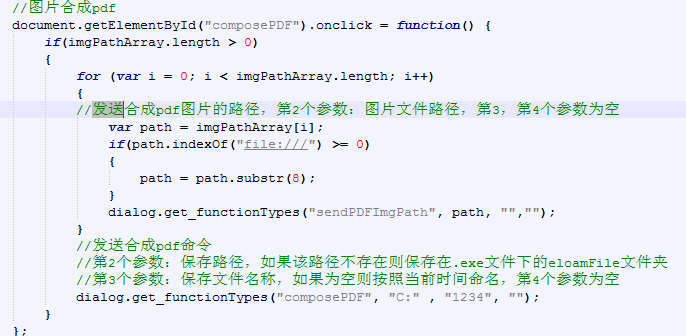 //图片合成pdf
document.getElementById("composePDF").onclick = function() {
if(imgPathArray.length > 0)
{
for (var i = 0; i < imgPathArray.length; i++)
{
//发送合成pdf图片的路径，第2个参数：图片文件路径，第3，第4个参数为空
var path = imgPathArray[i];
if(path.indexOf("file:///") >= 0)
{
path = path.substr(8);
}
dialog.get_functionTypes("sendPDFImgPath", path, "","");
}
//发送合成pdf命令
//第2个参数：保存路径，如果该路径不存在则保存在.exe文件下的eloamFile文件夹
//第3个参数：保存文件名称，如果为空则按照当前时间命名，第4个参数为空
dialog.get_functionTypes("composePDF", "C:" , "1234", "");
}
};